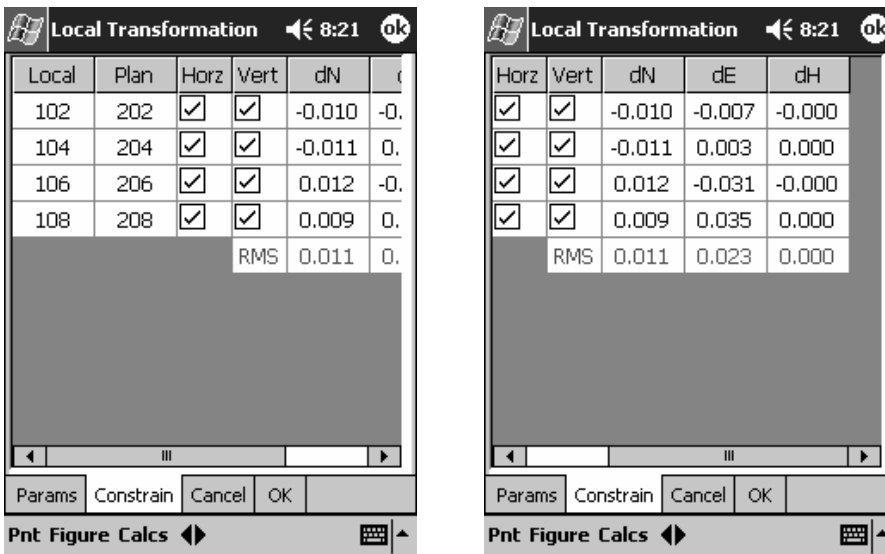 Local Transformation 8:21 ok
Local Plan Horz Vert dN
102 202 -0.010 -0.
104 204 -0.011 0.
106 206 0.012 -0.
108 208 0.009 0.
RMS 0.011 0.
Params Constrain Cancel OK
Pnt Figure Calcs
Local Transformation 8:21 ok
Horz Vert dN dE dH
-0.010 -0.007 -0.000
-0.011 0.003 0.000
0.012 -0.031 -0.000
0.009 0.035 0.000
RMS 0.011 0.023 0.000
Params Constrain Cancel OK
Pnt Figure Calcs